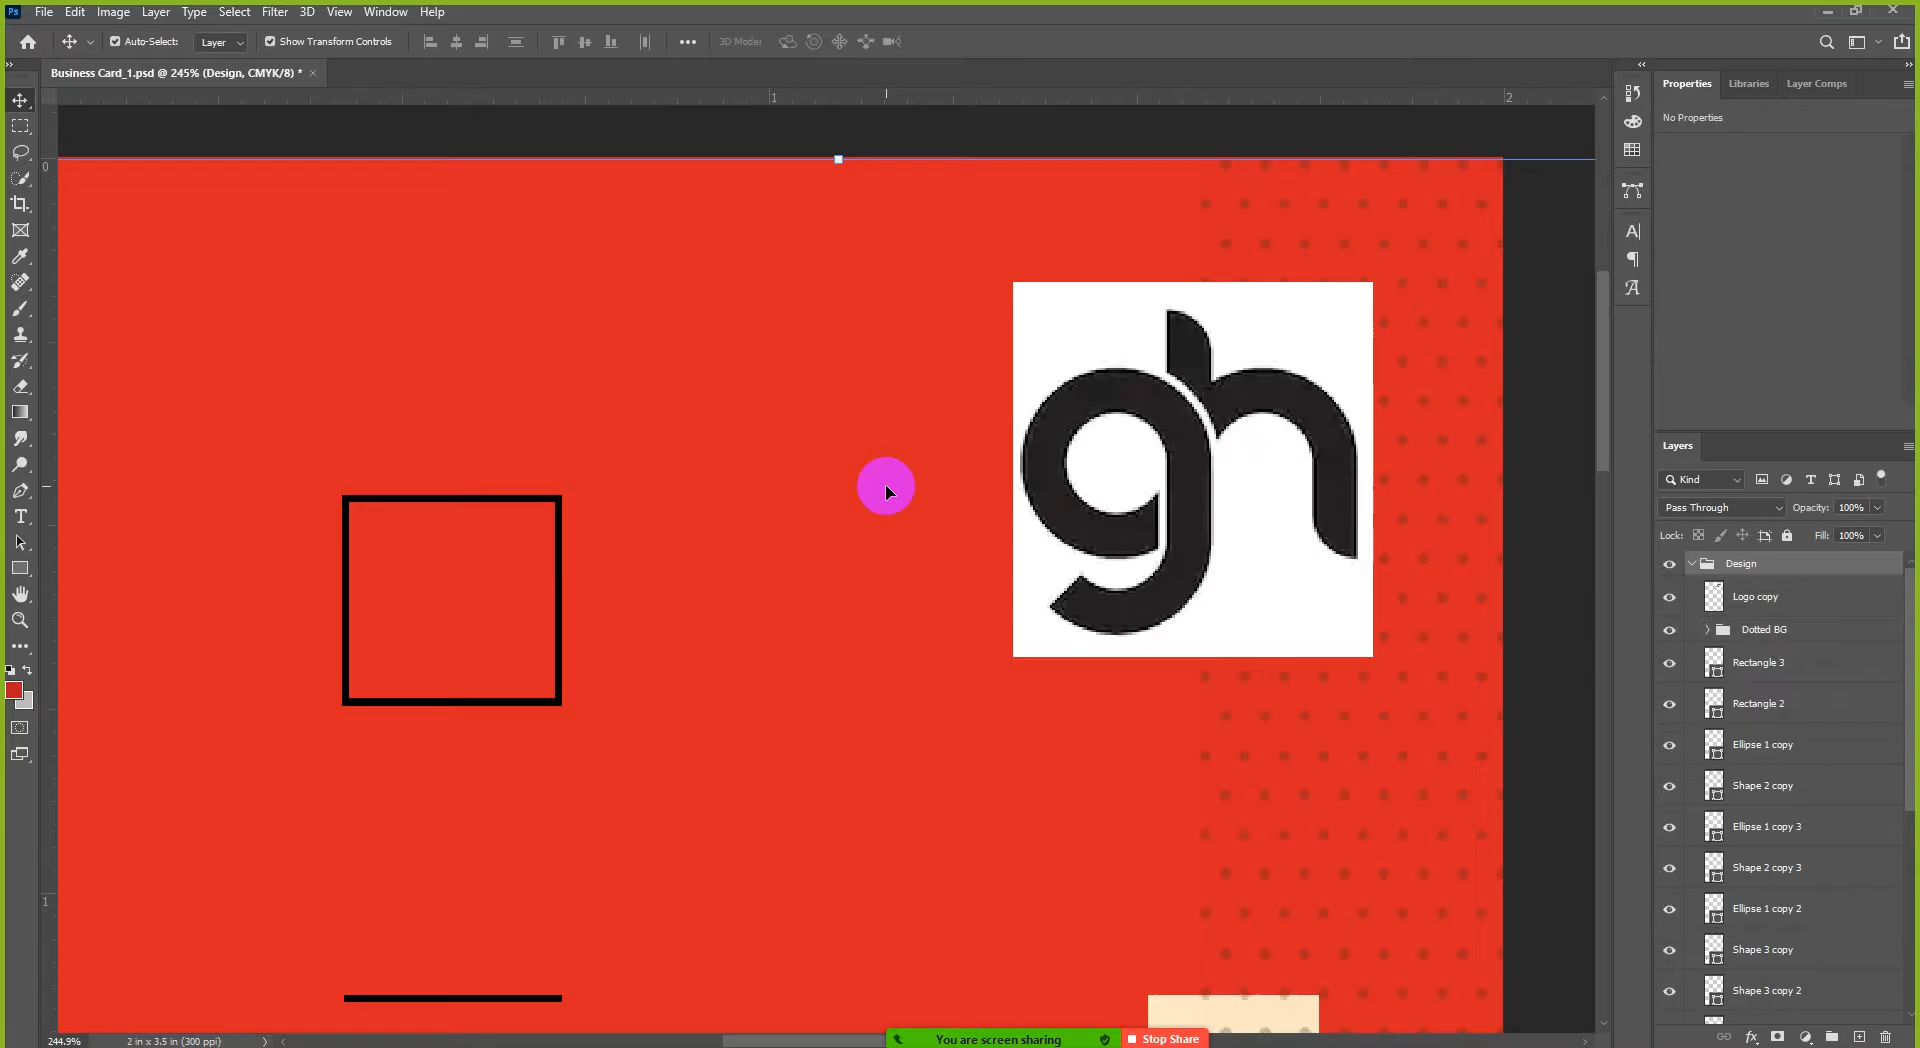 Ps File Edit Image Layer Type Select Filter 3D View Window Help
Auto-Select: Layer Show Transform Controls 3D Mode:
Business Card_1.psd @ 245% (Design, CMYK/8) *
1 2
0
1
gh
Properties Libraries Layer Comps
No Properties
Layers
Kind
Pass Through Opacity: 100%
Lock: Fill: 100%
Design
Logo copy
Dotted BG
Rectangle 3
Rectangle 2
Ellipse 1 copy
Shape 2 copy
Ellipse 1 copy 3
Shape 2 copy 3
Ellipse 1 copy 2
Shape 3 copy
Shape 3 copy 2
244.9% 2 in x 3.5 in (300 ppi)
You are screen sharing Stop Share